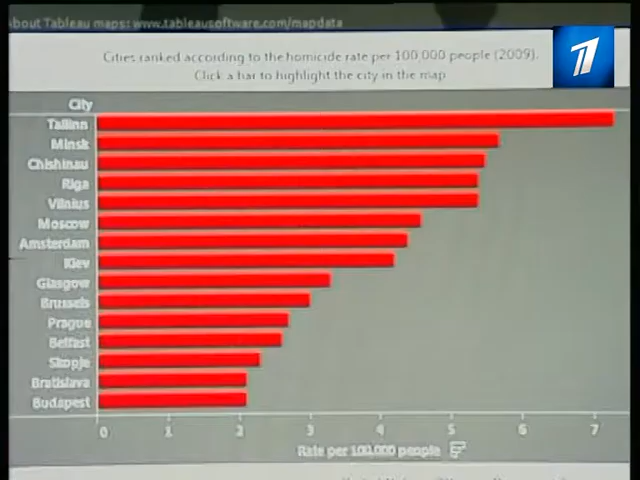 bout Tableau maps: www.tableausoftware.com/mapdata
Cities ranked according to the homicide rate per 100.000 people (2009).
Click a bar to highlight the city in the map
1
City
Tallinn
Minsk
Chishinau
Riga
Vilnius
Moscow
Amsterdam
Kiev
Glasgow
Brussels
Prague
Belfast
Skopje
Bratislava
Budapest
0 1 2 3 4 5 6 7
Rate per 100.000 people